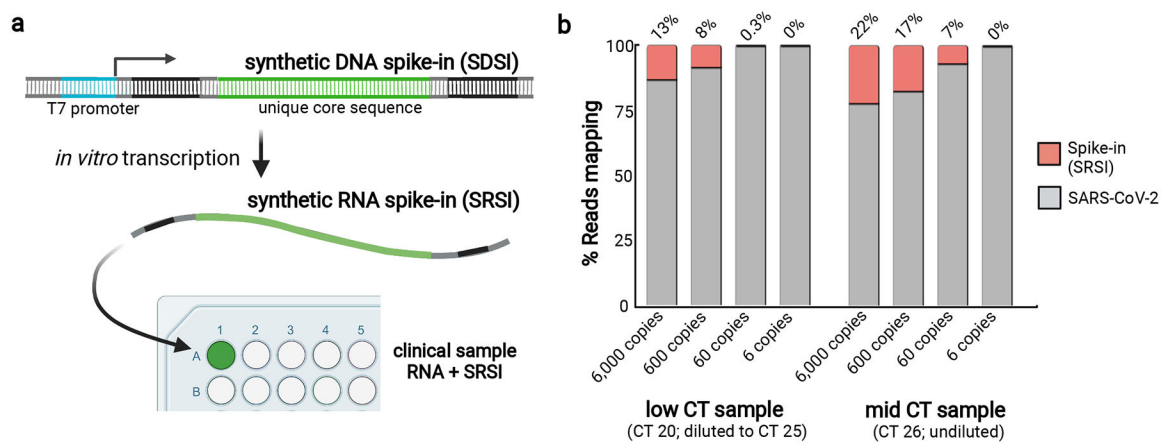 a
synthetic DNA spike-in (SDSI)
T7 promoter
unique core sequence
in vitro transcription
synthetic RNA spike-in (SRSI)
1 2 3 4 5
A
B
clinical sample
RNA + SRSI
b
13% 8% 0.3% 0% 22% 17% 7% 0%
% Reads mapping
100
75
50
25
0
Spike-in
(SRSI)
SARS-CoV-2
6,000 copies
600 copies
60 copies
6 copies
6,000 copies
600 copies
60 copies
6 copies
low CT sample
(CT 20; diluted to CT 25)
mid CT sample
(CT 26; undiluted)